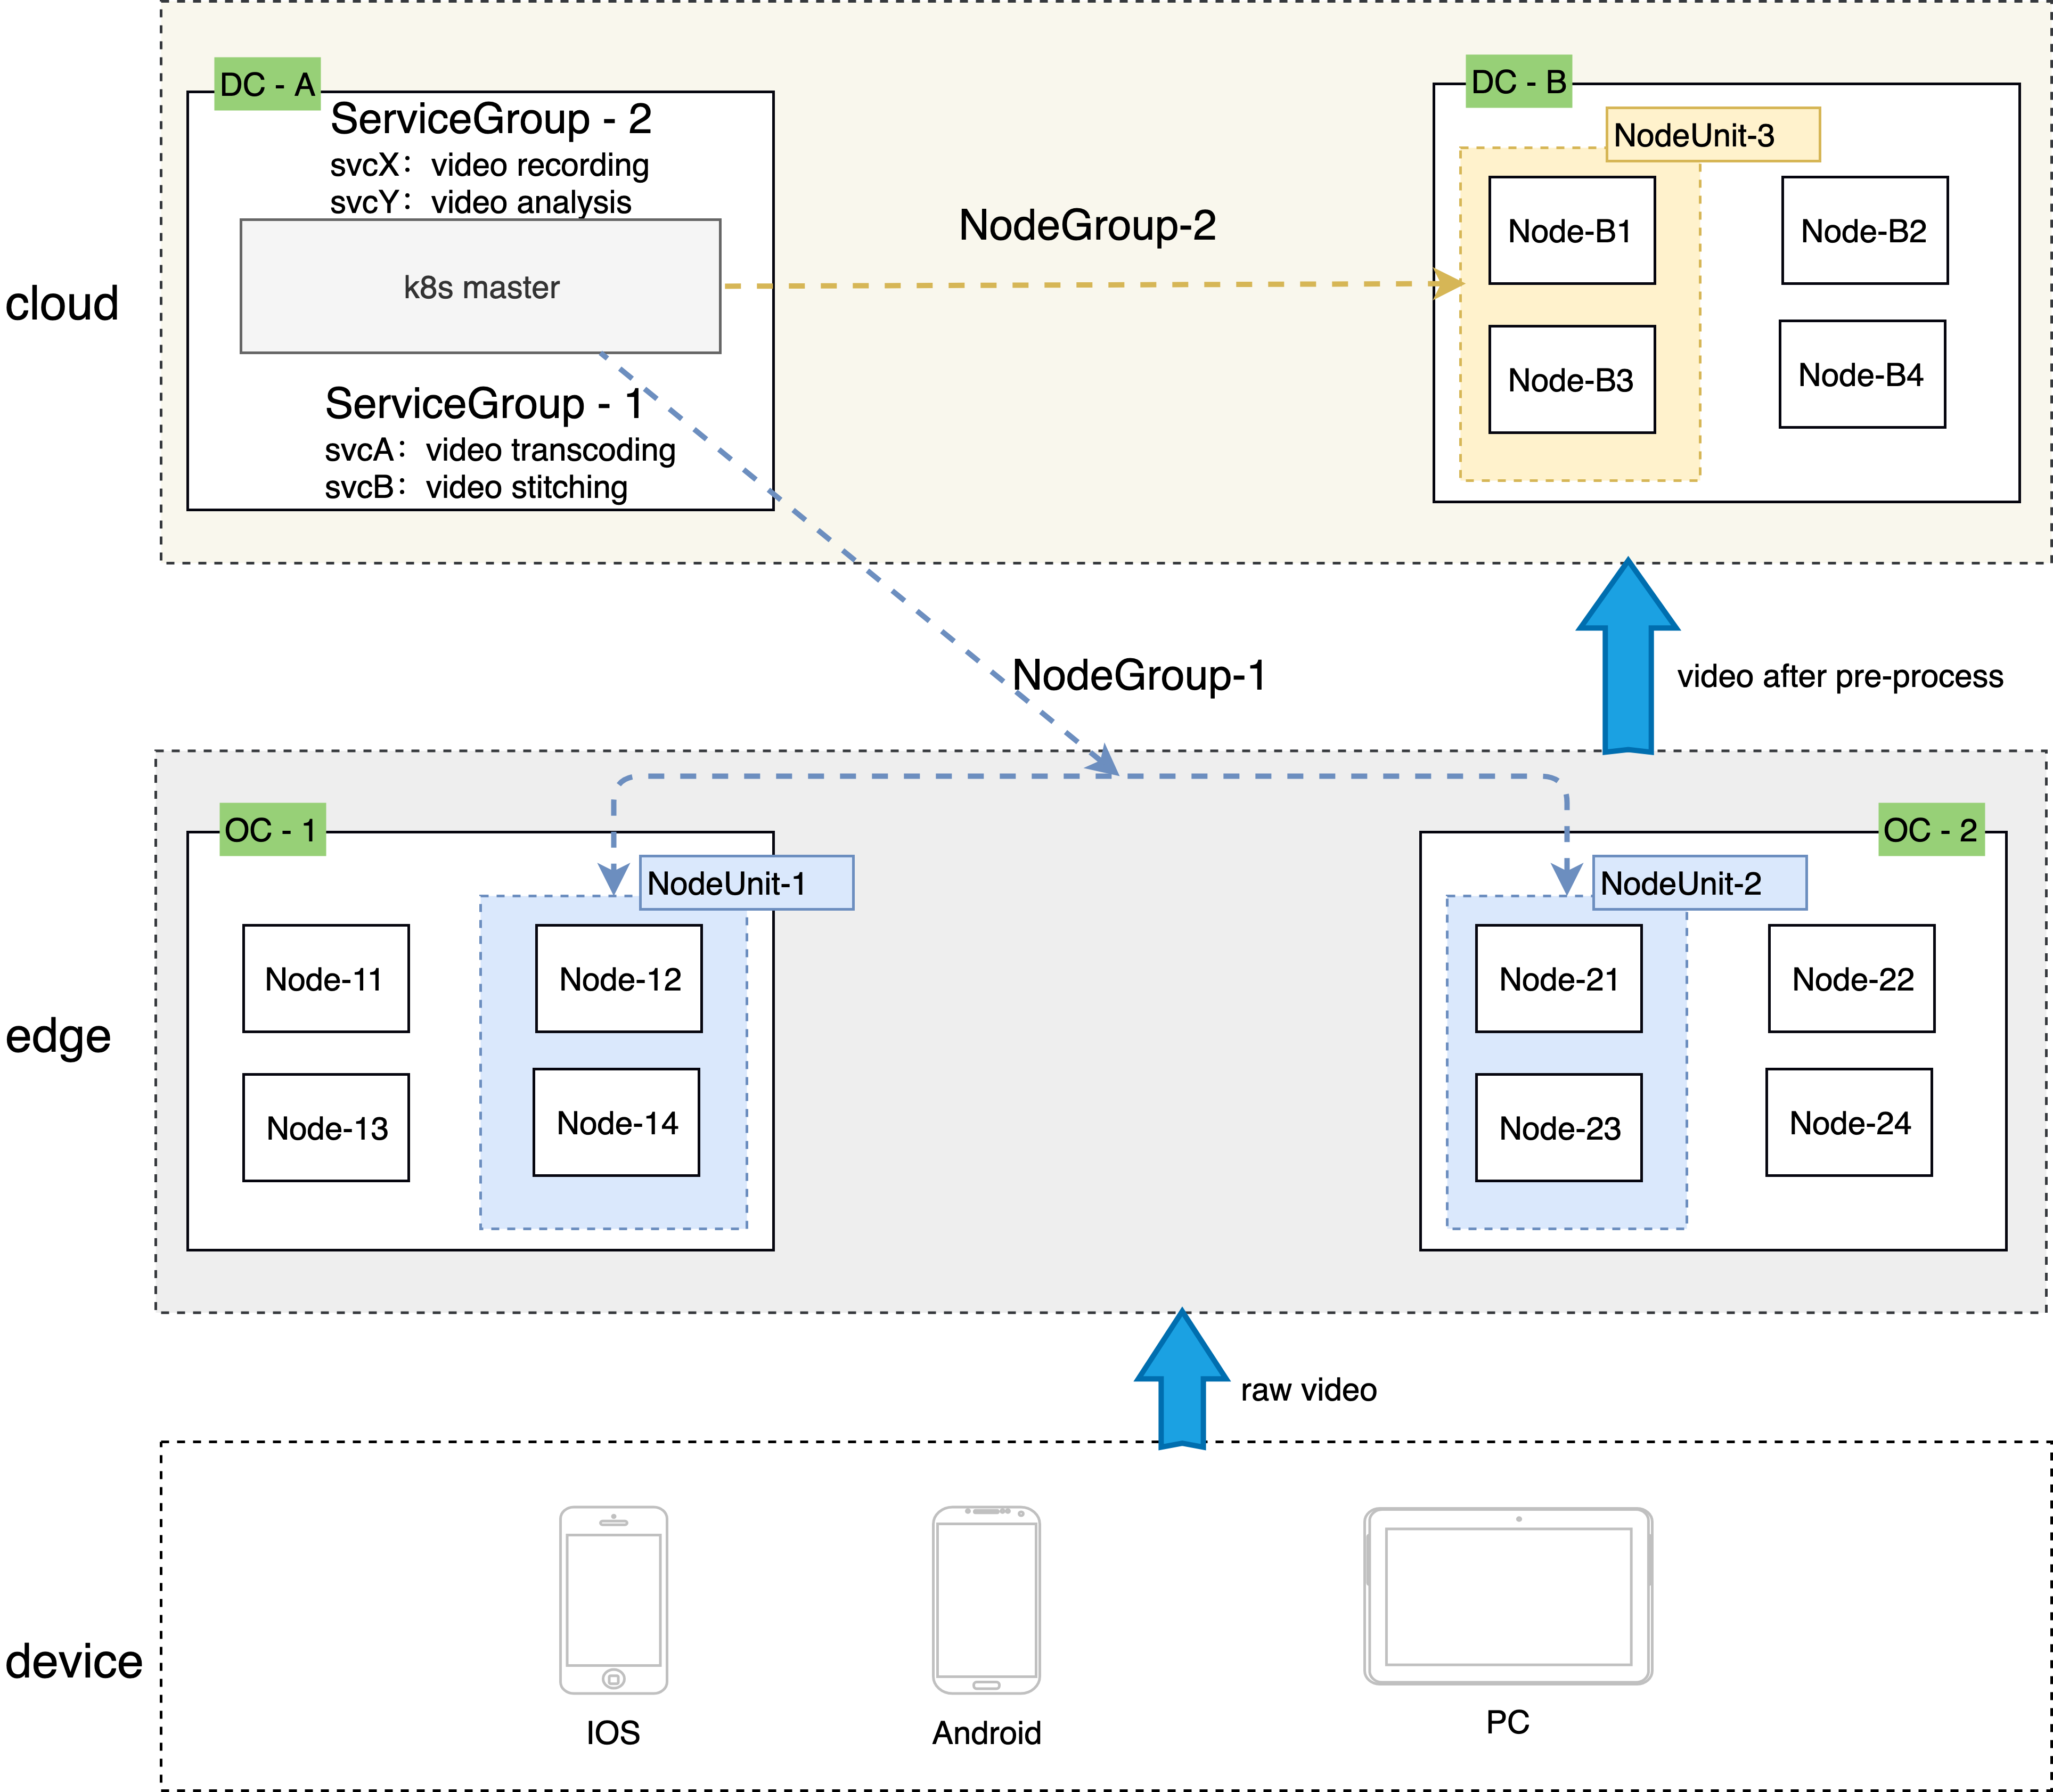 cloud
DC - A
ServiceGroup - 2
svcX： video recording
svcY： video analysis
k8s master
ServiceGroup - 1
svcA： video transcoding
svcB： video stitching
NodeGroup-2
DC - B
NodeUnit-3
Node-B1
Node-B2
Node-B3
Node-B4
NodeGroup-1
video after pre-process
edge
OC - 1
NodeUnit-1
Node-11
Node-12
Node-13
Node-14
OC - 2
NodeUnit-2
Node-21
Node-22
Node-23
Node-24
raw video
device
IOS
Android
PC